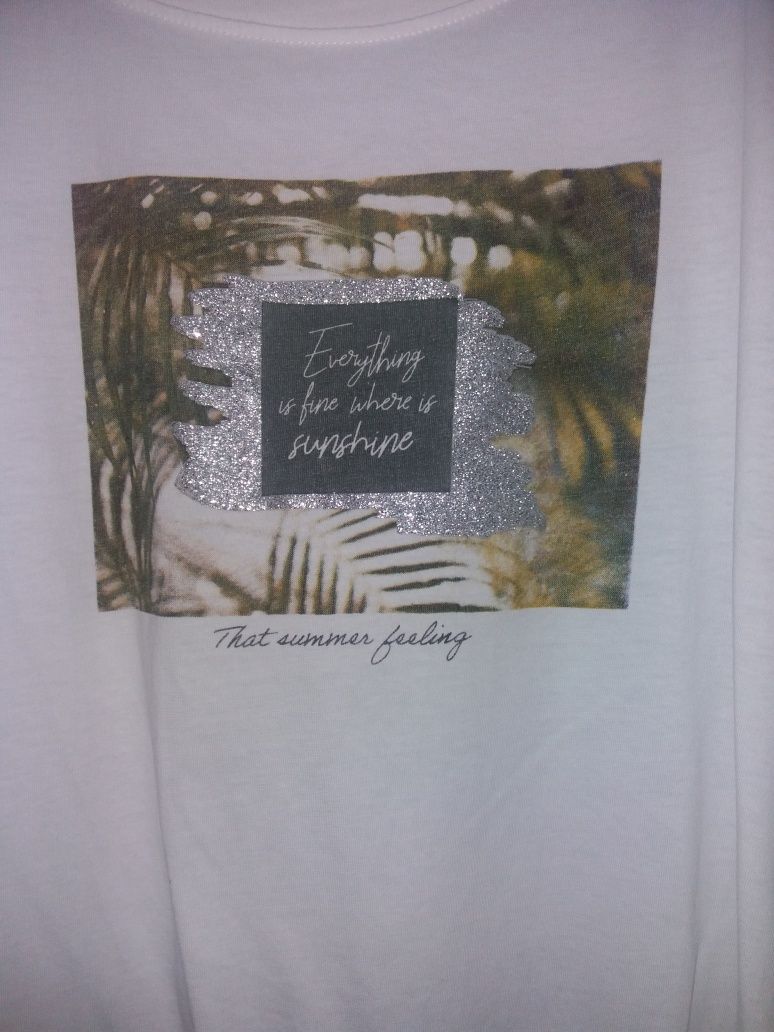 Everything
is fine where is
sunshine
That summer feeling